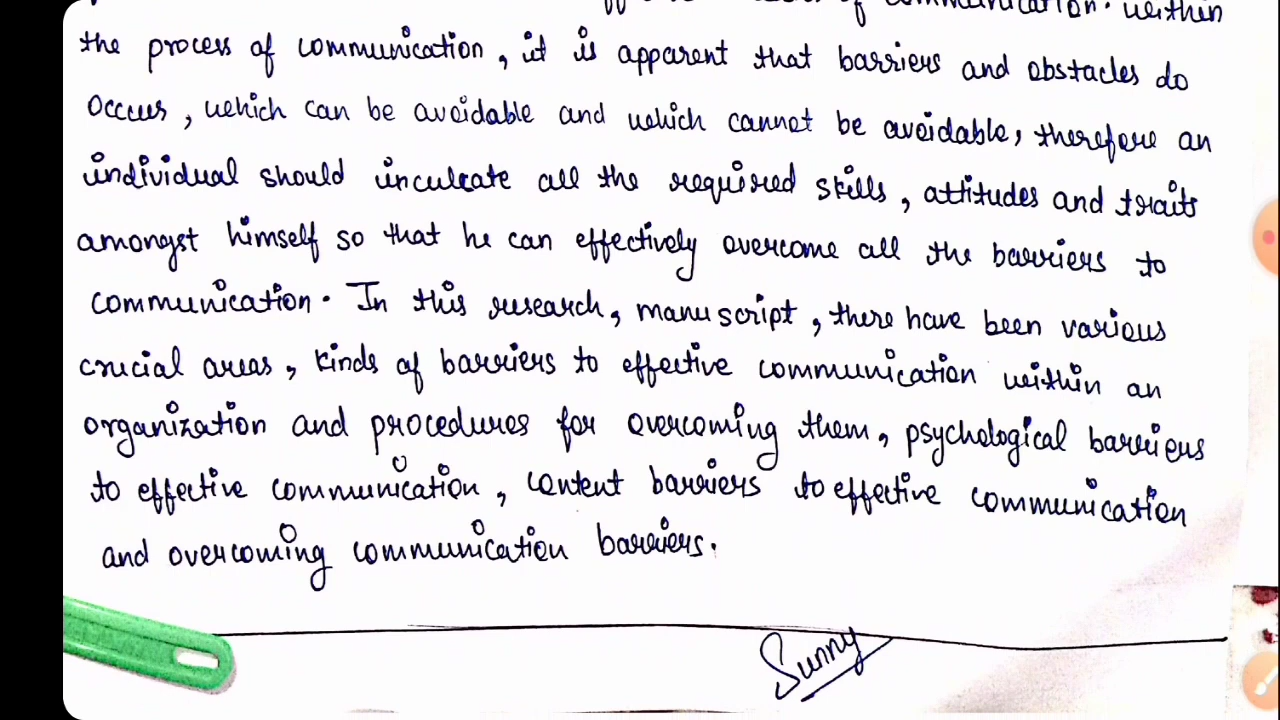 of communication. within
the process of communication, it is apparent that barriers and obstacles do
occur, which can be avoidable and which cannot be avoidable, therefore an
individual should inculcate all the required skills, attitudes and traits
amongst himself so that he can effectively overcome all the barriers to
communication. In this research, manuscript, there have been various
crucial areas, kinds of barriers to effective communication within an
organization and procedures for overcoming them, psychological barriers
to effective communication, content barriers to effective communication
and overcoming communication barriers.
Sunny